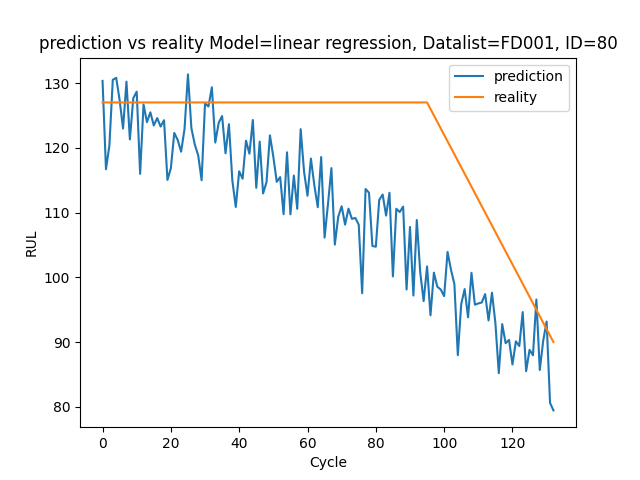 prediction vs reality Model=linear regression, Datalist=FD001, ID=80
prediction
reality
RUL
130
120
110
100
90
80
0 20 40 60 80 100 120
Cycle